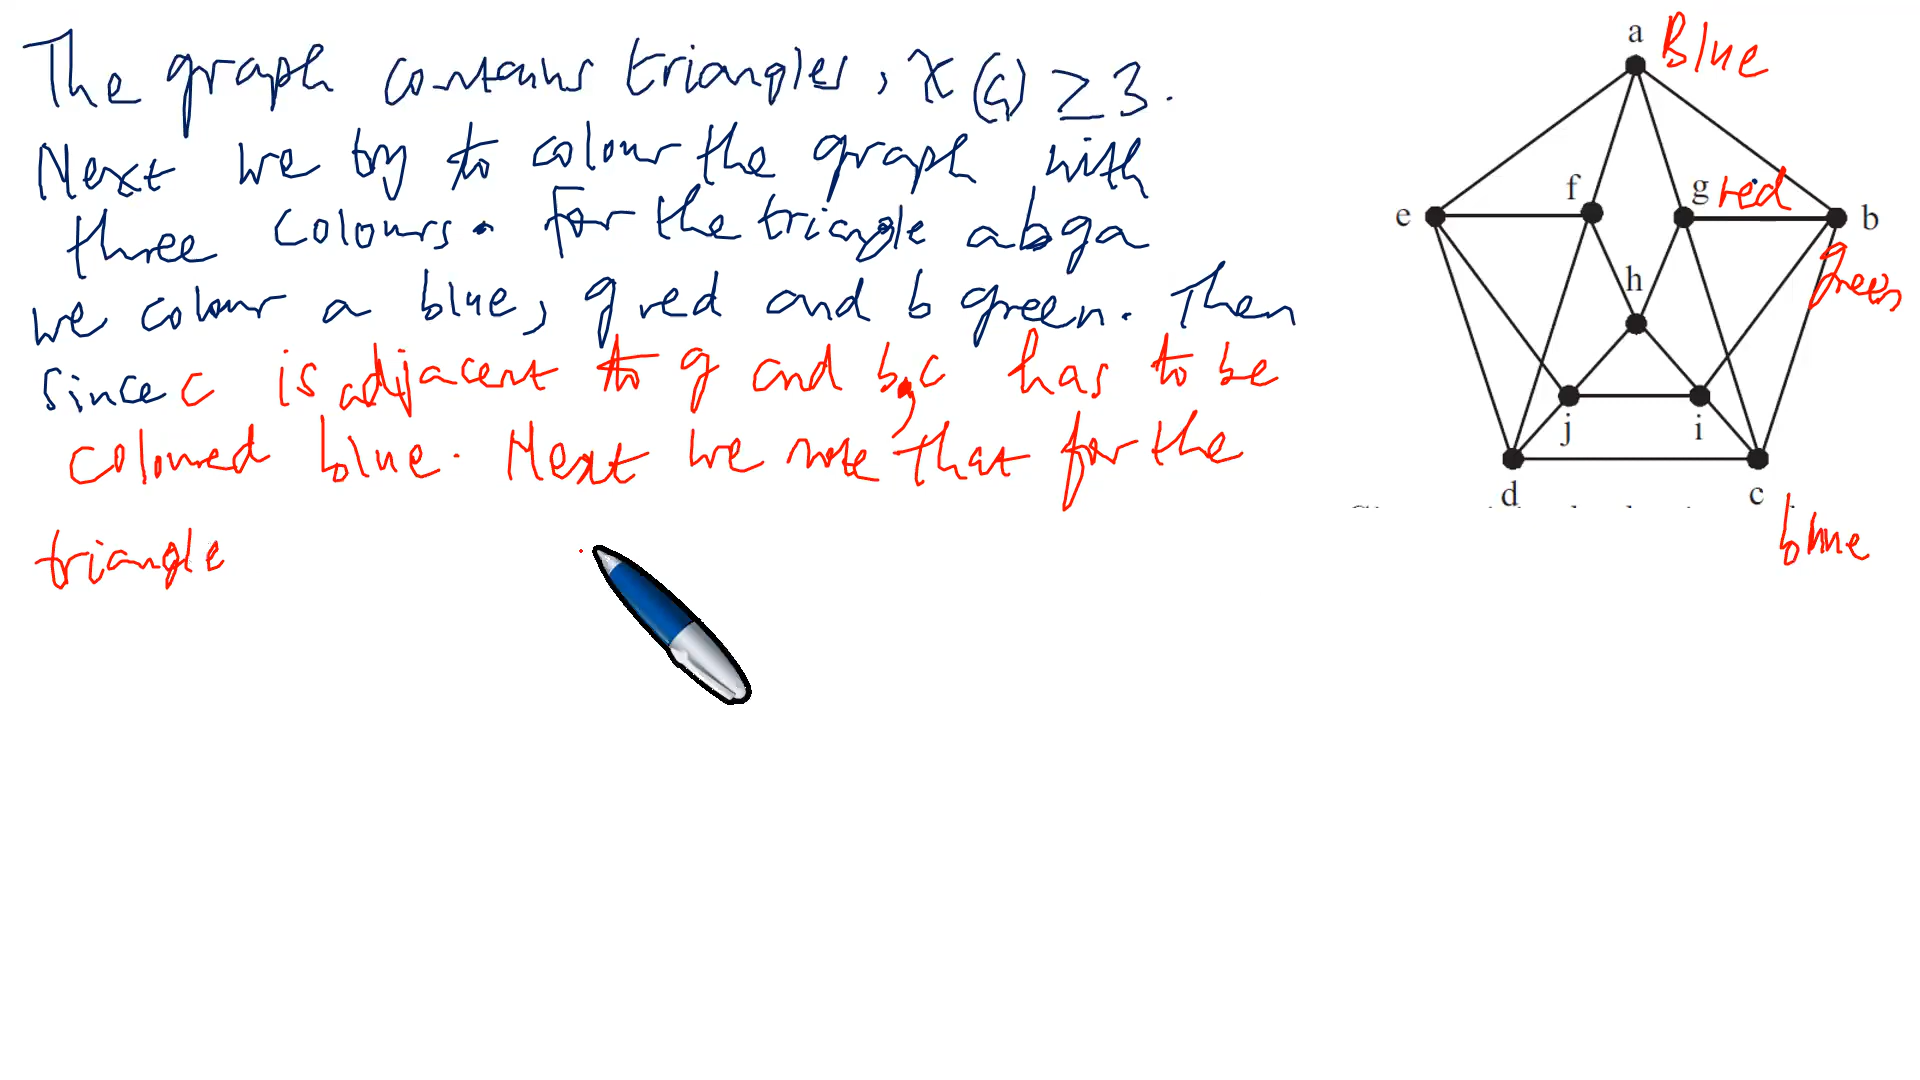 The graph contains triangles, χ(G) ≥ 3.
Next we try to colour the graph with
three colours. For the triangle abga
we colour a blue, g red and b green. Then
since c is adjacent to g and b, c has to be
coloured blue. Next we note that for the
triangle
a Blue
f g red
e b
green
h
j i
d c
blue